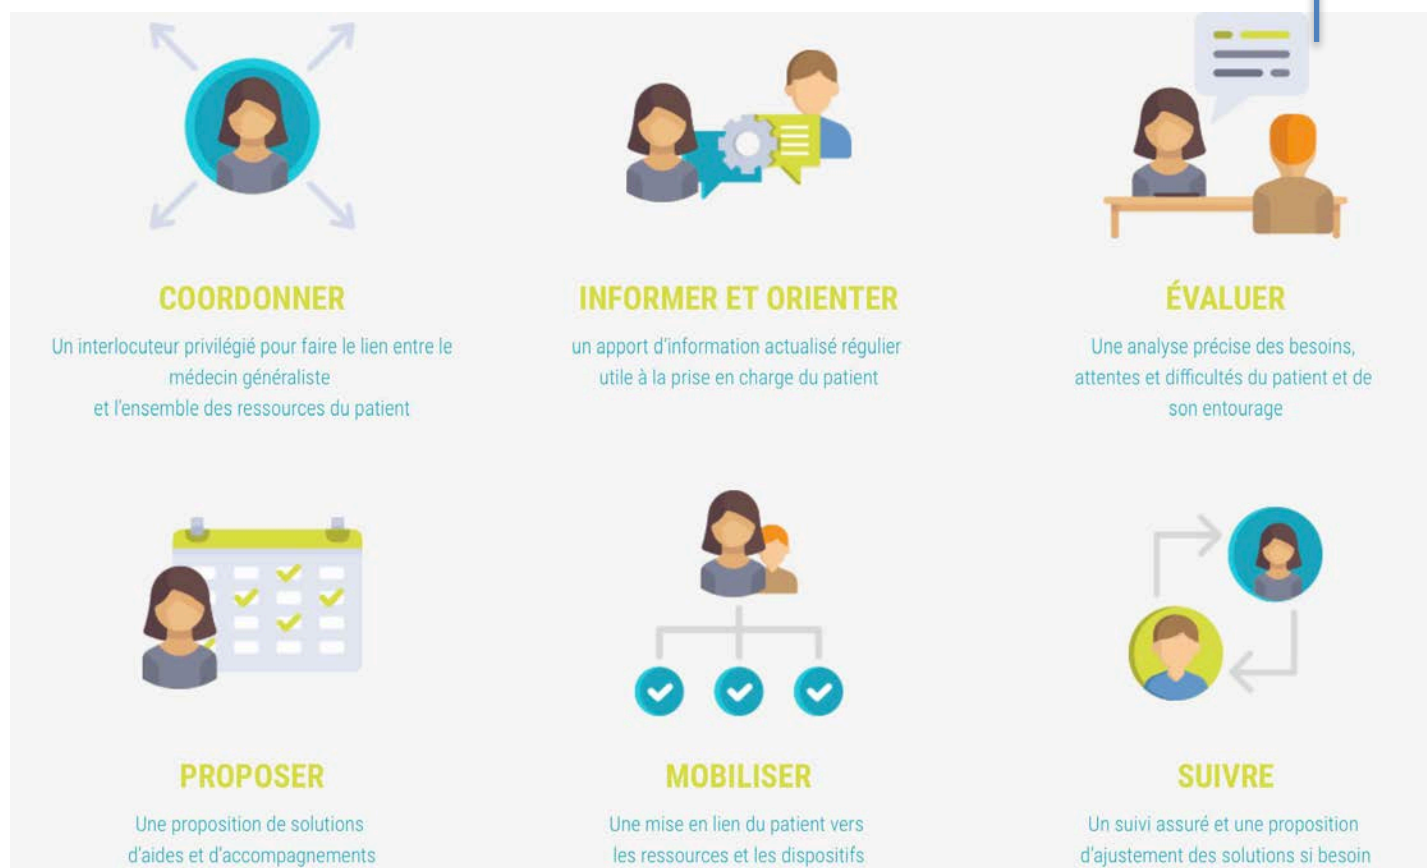 COORDONNER
Un interlocuteur privilégié pour faire le lien entre le
médecin généraliste
et l'ensemble des ressources du patient
INFORMER ET ORIENTER
un apport d'information actualisé régulier
utile à la prise en charge du patient
ÉVALUER
Une analyse précise des besoins,
attentes et difficultés du patient et de
son entourage
PROPOSER
Une proposition de solutions
d'aides et d'accompagnements
MOBILISER
Une mise en lien du patient vers
les ressources et les dispositifs
SUIVRE
Un suivi assuré et une proposition
d'ajustement des solutions si besoin